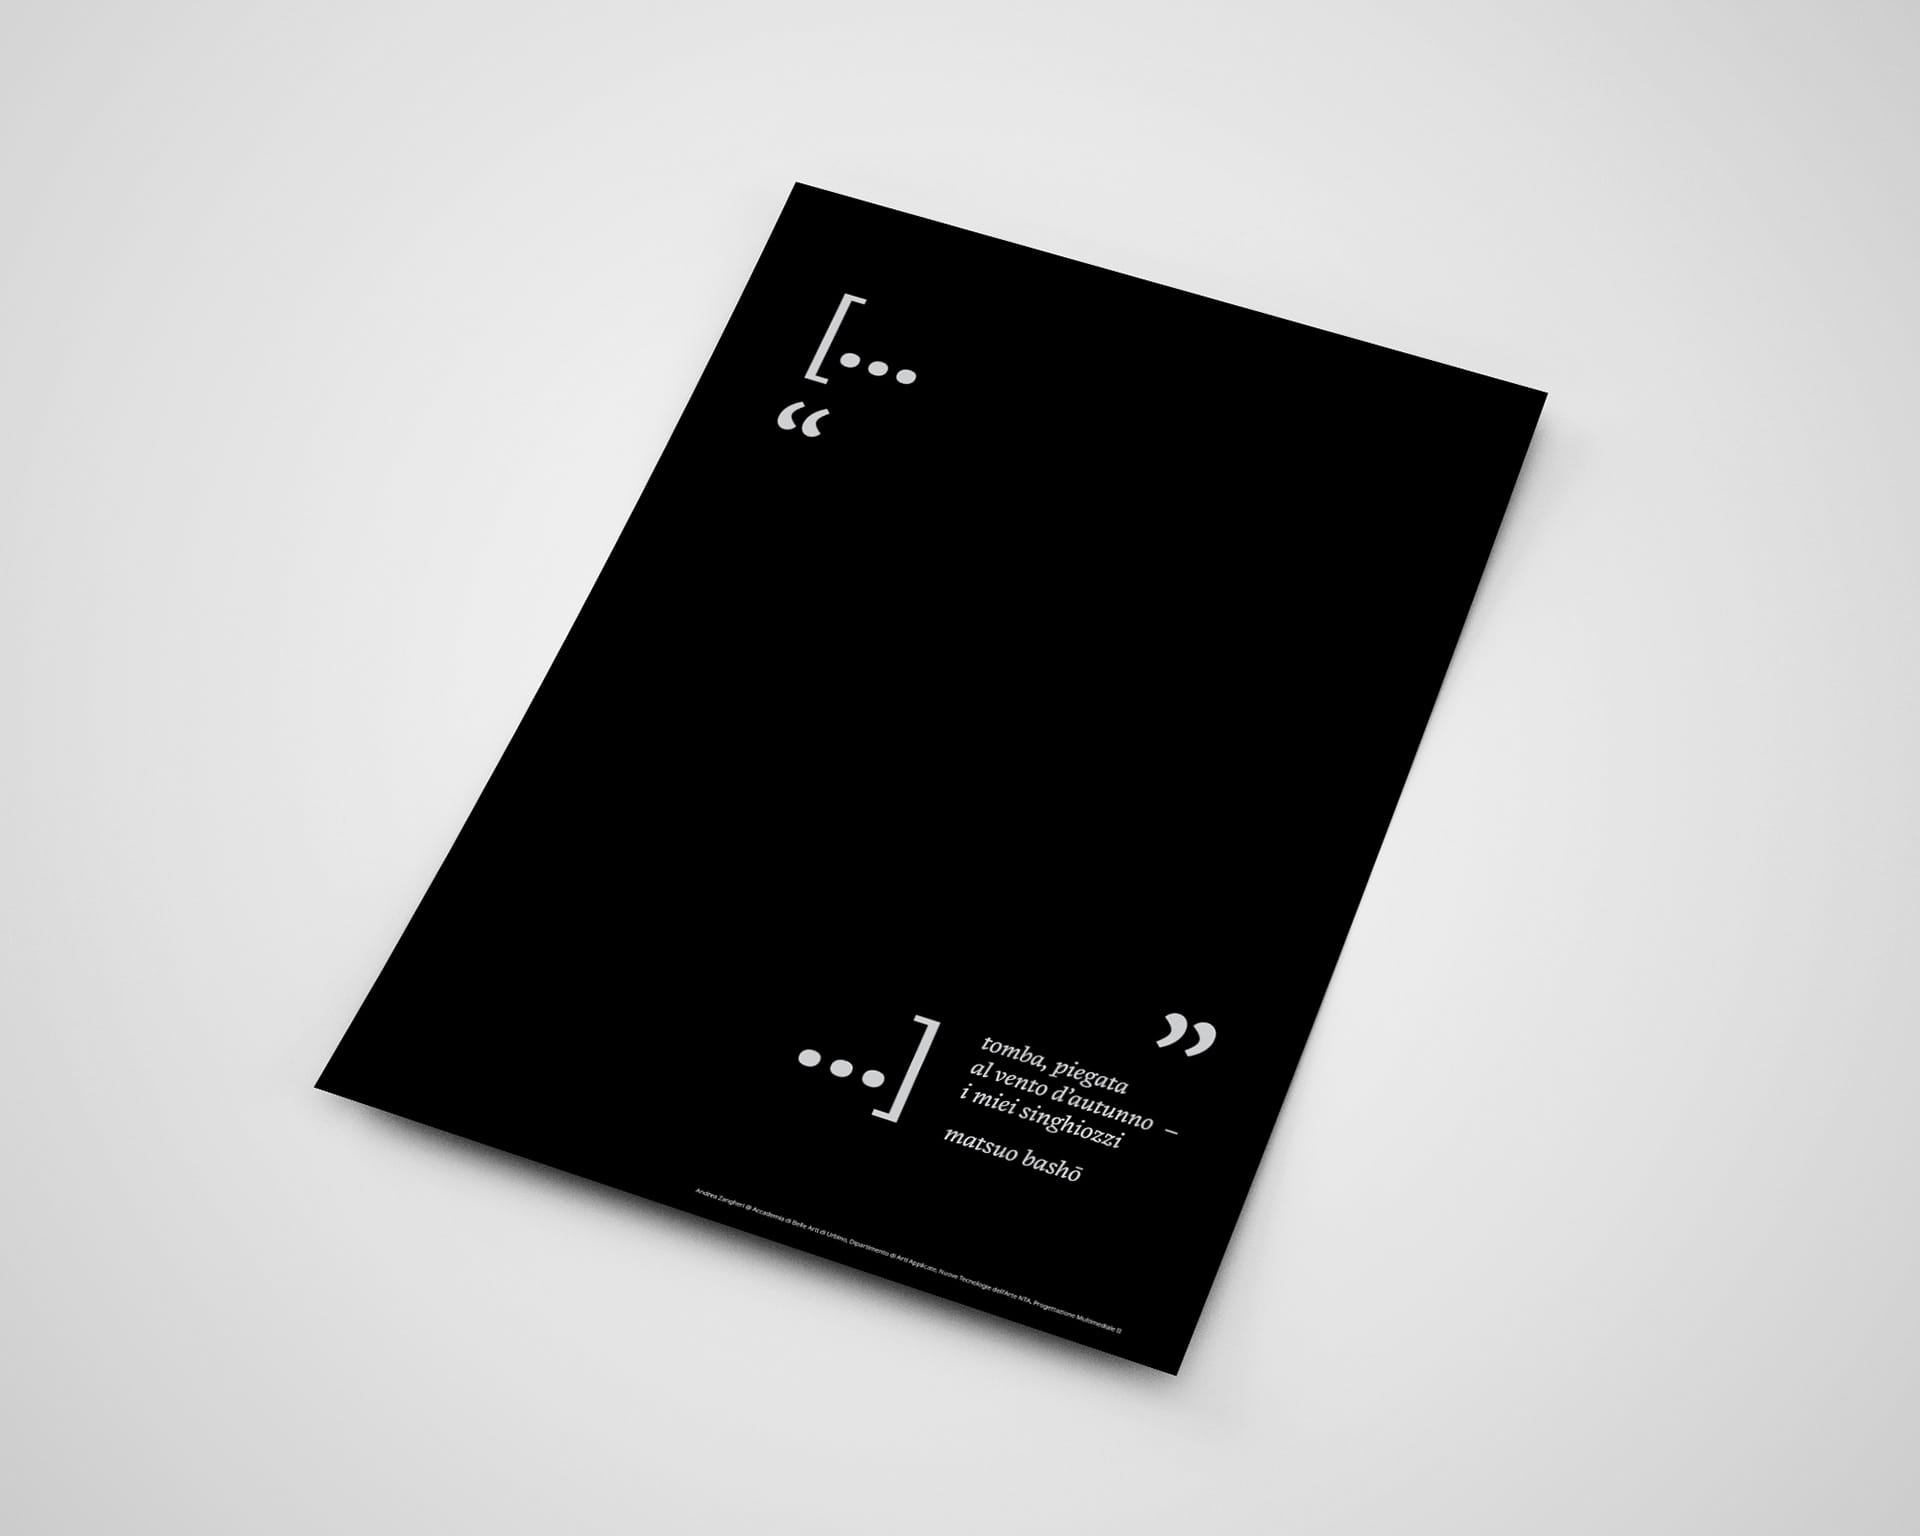 [...
“
...]
”
tomba, piegata
al vento d’autunno –
i miei singhiozzi
matsuo bashō
Andrea Zangheri @ Accademia di Belle Arti di Urbino, Dipartimento di Arti Applicate, Nuove Tecnologie dell'Arte NTA, Progettazione Multimediale II